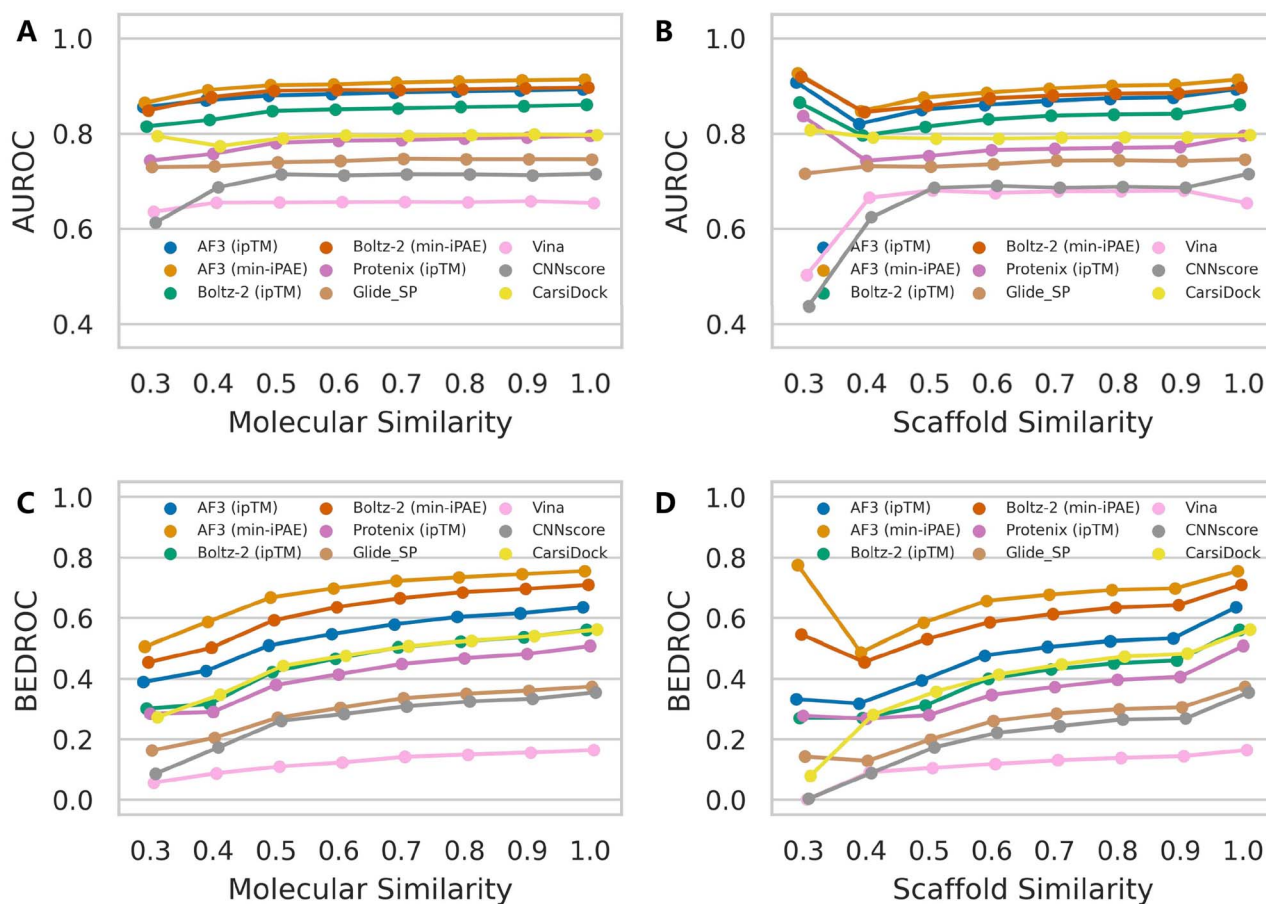 A
1.0
0.8
0.6
0.4
AUROC
AF3 (ipTM) Boltz-2 (min-iPAE) Vina
AF3 (min-iPAE) Protenix (ipTM) CNNscore
Boltz-2 (ipTM) Glide_SP CarsiDock
0.3 0.4 0.5 0.6 0.7 0.8 0.9 1.0
Molecular Similarity
B
1.0
0.8
0.6
0.4
AUROC
AF3 (ipTM) Boltz-2 (min-iPAE) Vina
AF3 (min-iPAE) Protenix (ipTM) CNNscore
Boltz-2 (ipTM) Glide_SP CarsiDock
0.3 0.4 0.5 0.6 0.7 0.8 0.9 1.0
Scaffold Similarity
C
1.0
0.8
0.6
0.4
0.2
0.0
BEDROC
AF3 (ipTM) Boltz-2 (min-iPAE) Vina
AF3 (min-iPAE) Protenix (ipTM) CNNscore
Boltz-2 (ipTM) Glide_SP CarsiDock
0.3 0.4 0.5 0.6 0.7 0.8 0.9 1.0
Molecular Similarity
D
1.0
0.8
0.6
0.4
0.2
0.0
BEDROC
AF3 (ipTM) Boltz-2 (min-iPAE) Vina
AF3 (min-iPAE) Protenix (ipTM) CNNscore
Boltz-2 (ipTM) Glide_SP CarsiDock
0.3 0.4 0.5 0.6 0.7 0.8 0.9 1.0
Scaffold Similarity